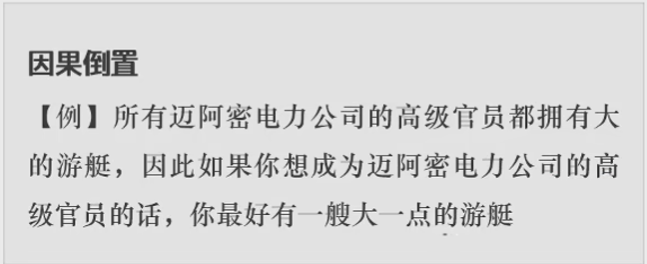 因果倒置
【例】所有迈阿密电力公司的高级官员都拥有大
的游艇，因此如果你想成为迈阿密电力公司的高
级官员的话，你最好有一艘大一点的游艇